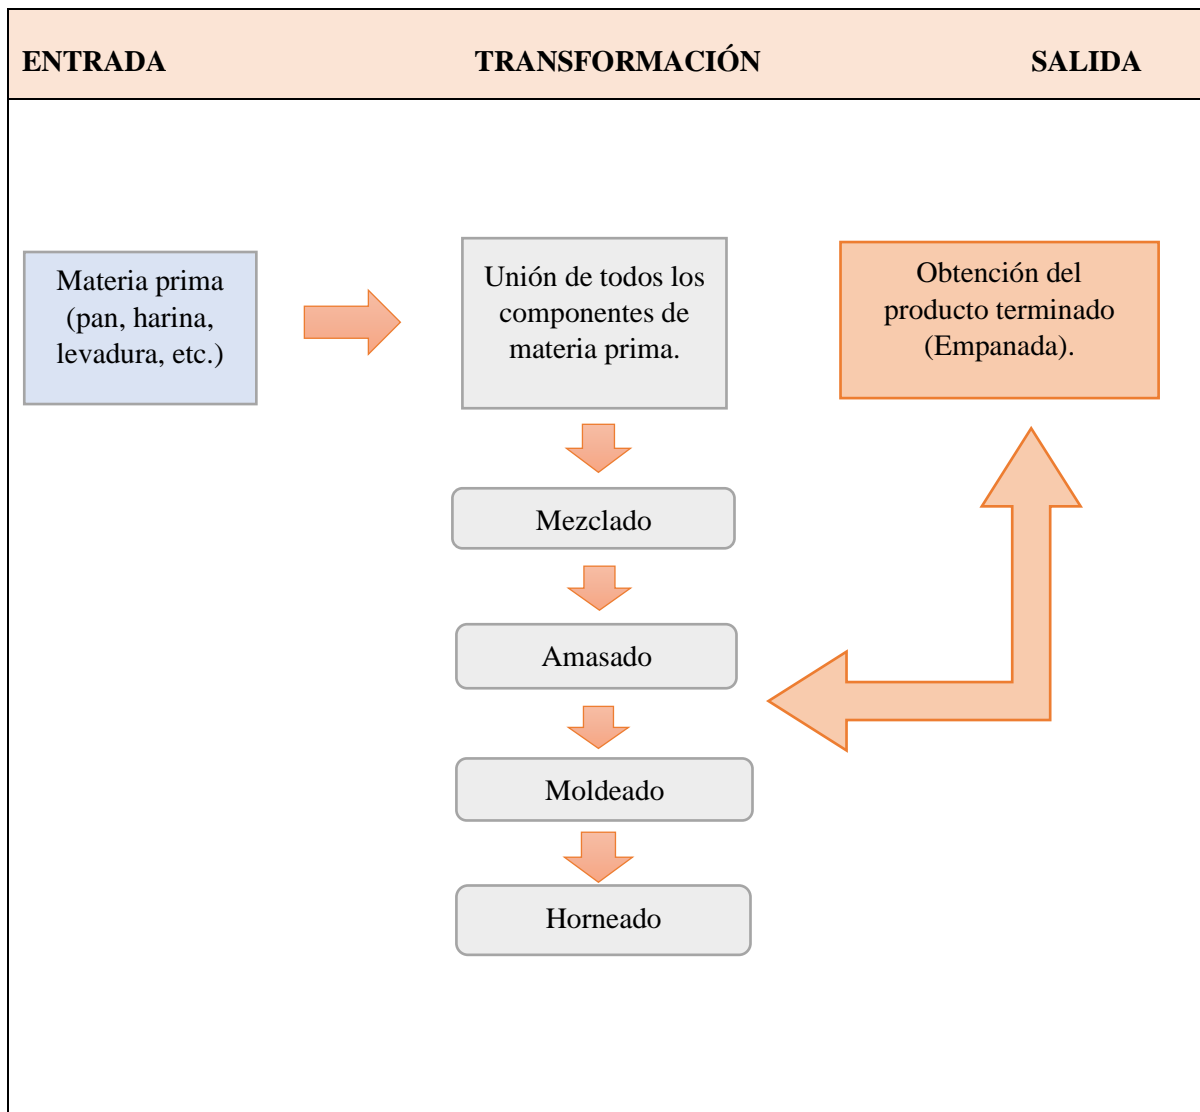 ENTRADA TRANSFORMACIÓN SALIDA
Materia prima
(pan, harina,
levadura, etc.)
Unión de todos los
componentes de
materia prima.
Obtención del
producto terminado
(Empanada).
Mezclado
Amasado
Moldeado
Horneado